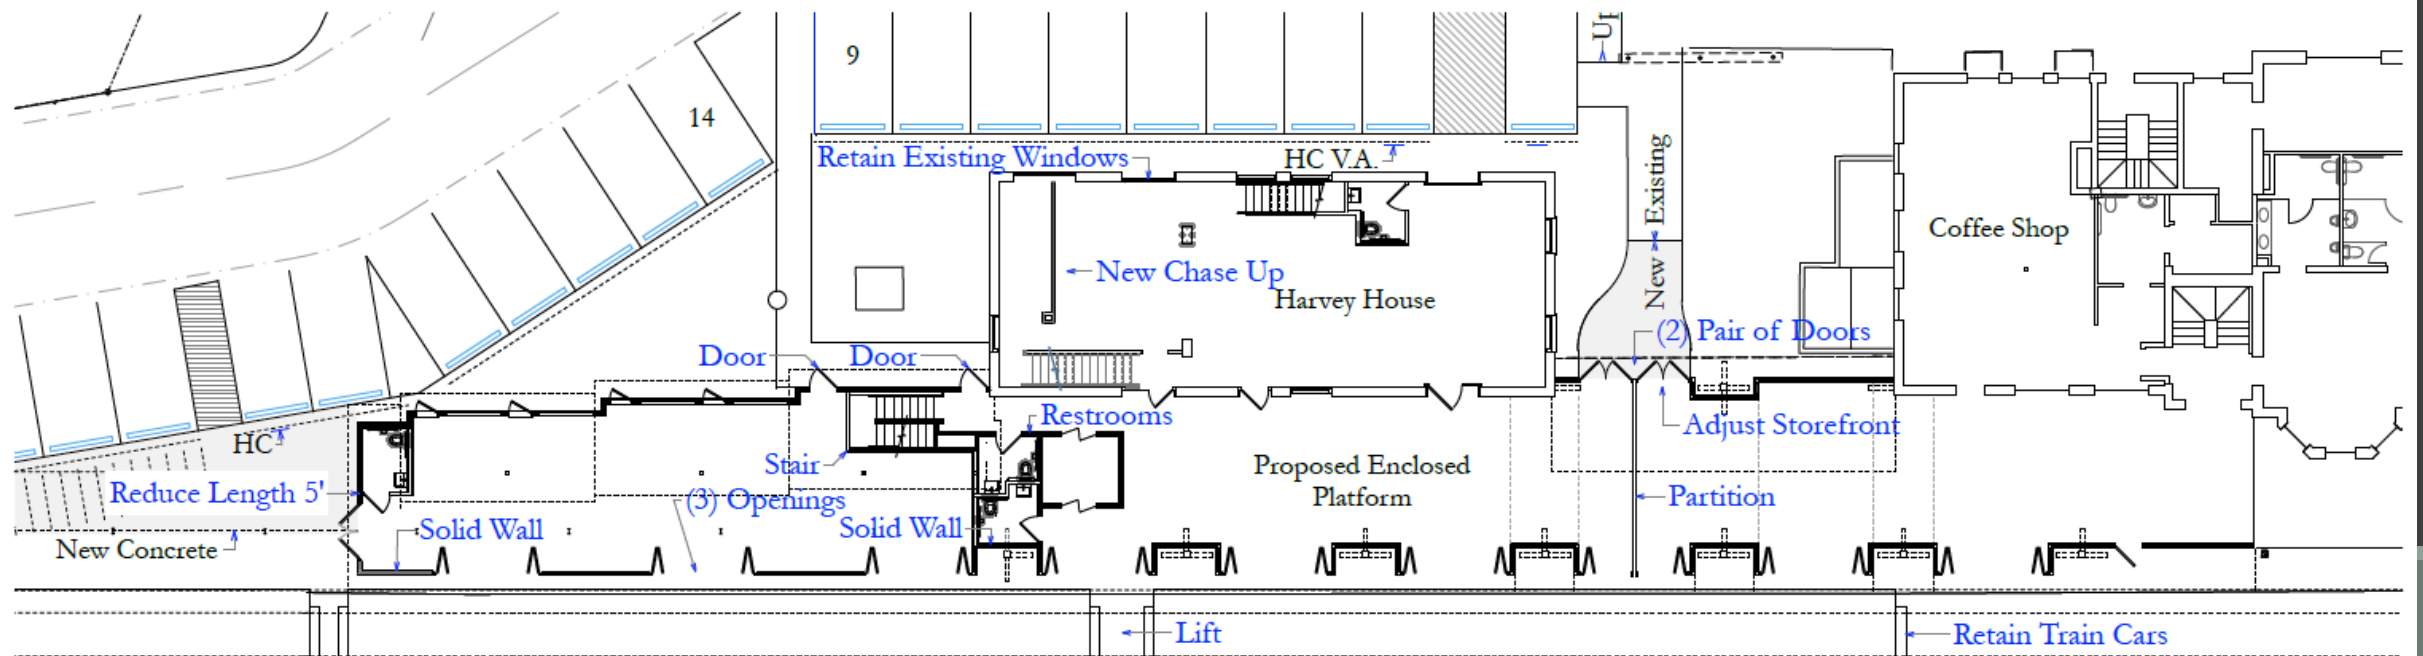 9
Up
14
Retain Existing Windows
HC V.A.
Existing
New
Coffee Shop
New Chase Up
Harvey House
(2) Pair of Doors
Door
Door
Restrooms
Adjust Storefront
HC
Stair
Proposed Enclosed
Platform
Reduce Length 5'
(3) Openings
Partition
Solid Wall
Solid Wall
New Concrete
Lift
Retain Train Cars